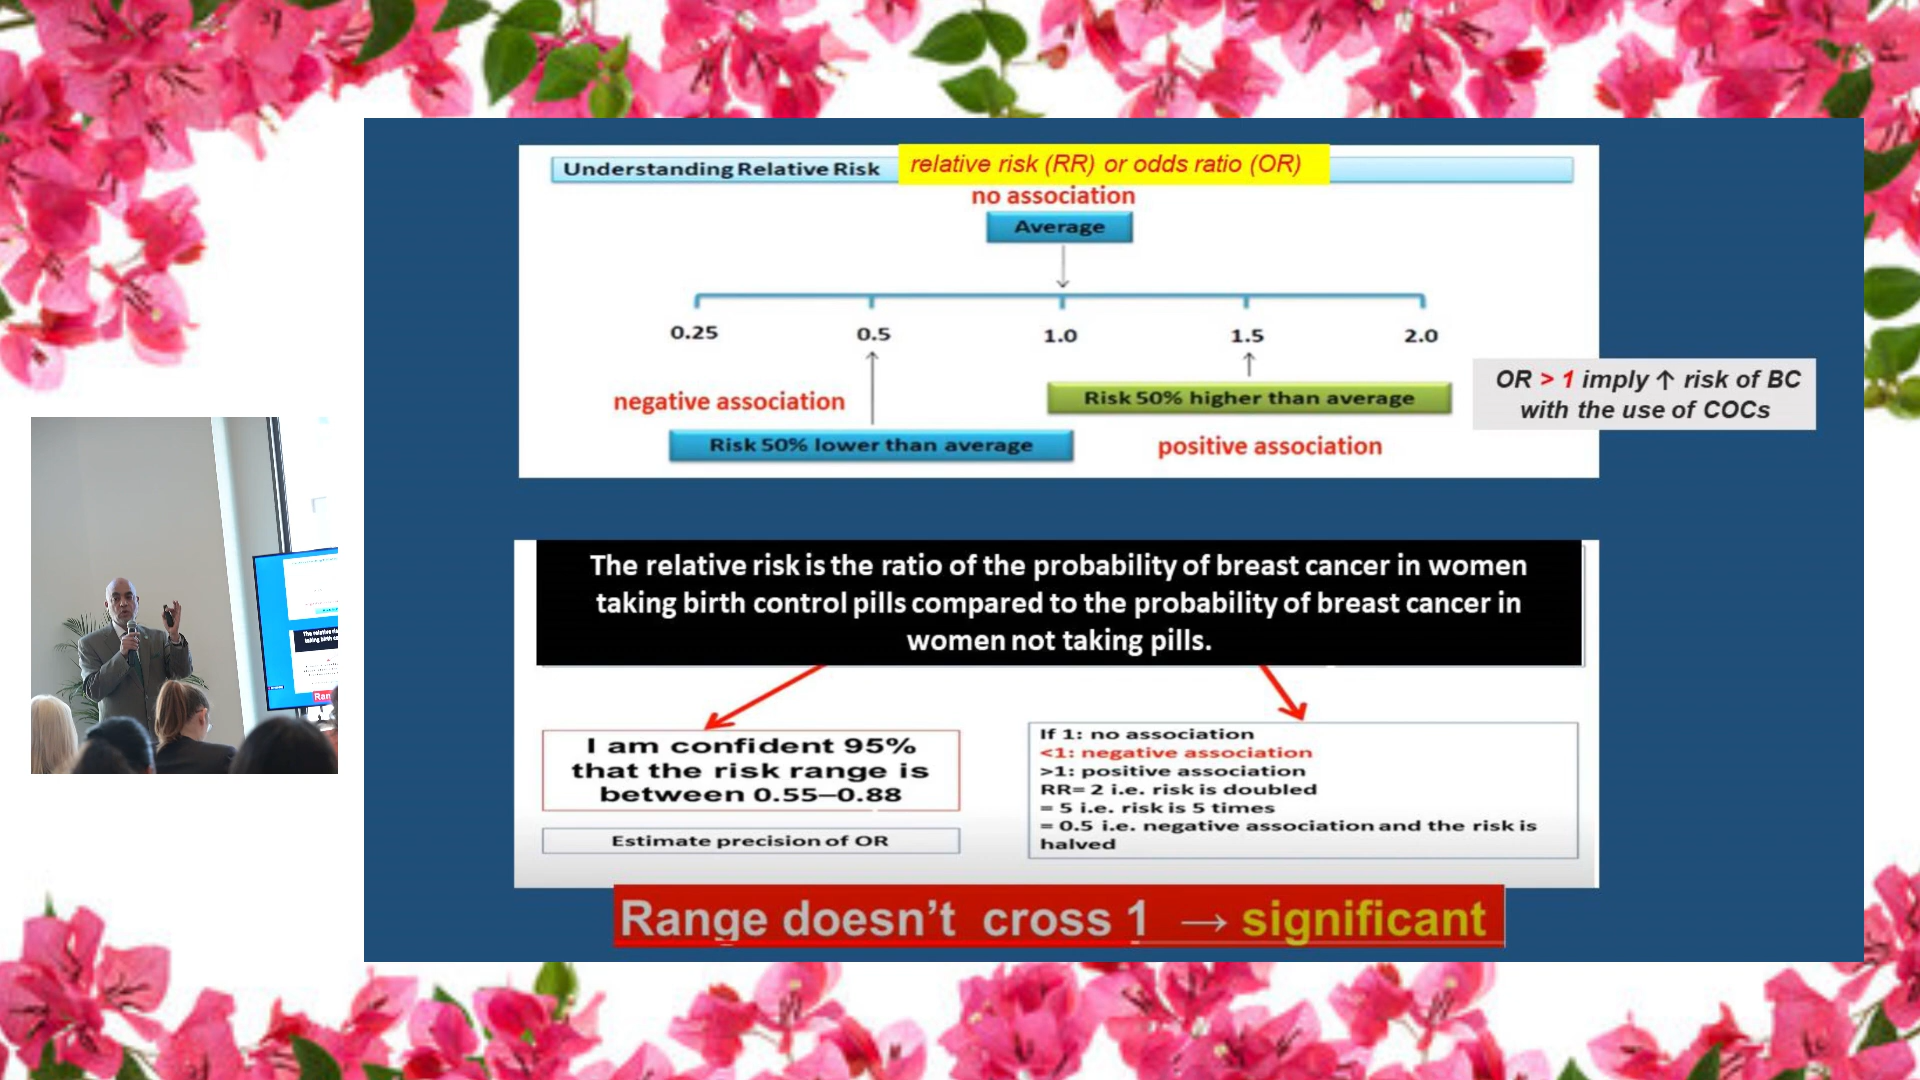 Understanding Relative Risk
relative risk (RR) or odds ratio (OR)
no association
Average
0.25 0.5 1.0 1.5 2.0
negative association
Risk 50% higher than average
Risk 50% lower than average
positive association
OR > 1 imply ↑ risk of BC
with the use of COCs
The relative risk is the ratio of the probability of breast cancer in women
taking birth control pills compared to the probability of breast cancer in
women not taking pills.
I am confident 95%
that the risk range is
between 0.55–0.88
Estimate precision of OR
If 1: no association
<1: negative association
>1: positive association
RR= 2 i.e. risk is doubled
= 5 i.e. risk is 5 times
= 0.5 i.e. negative association and the risk is
halved
Range doesn't cross 1 → significant